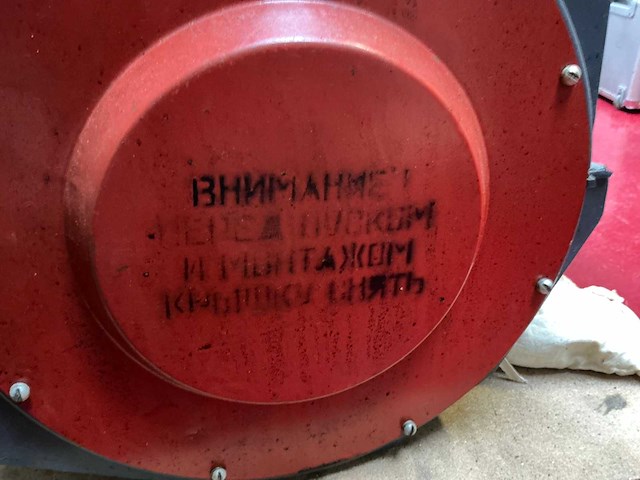 ВНИМАНИЕ!
ПЕРЕД ПУСКОМ
И МОНТАЖОМ
КРЫШКУ СНЯТЬ